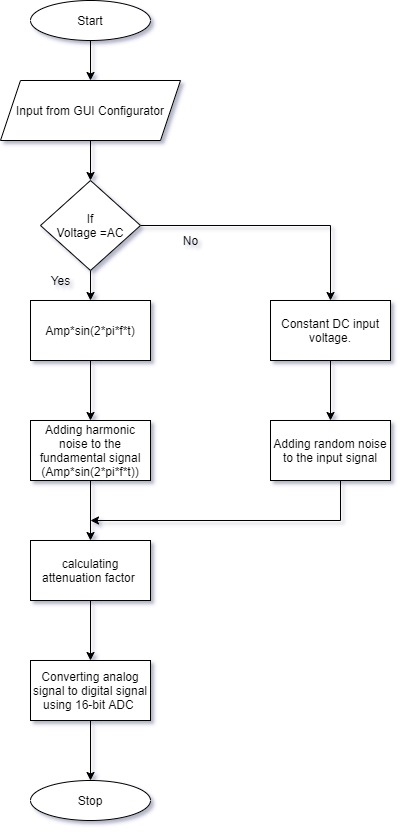 Start
Input from GUI Configurator
If
Voltage =AC
No
Yes
Amp*sin(2*pi*f*t)
Constant DC input
voltage.
Adding harmonic
noise to the
fundamental signal
(Amp*sin(2*pi*f*t))
Adding random noise
to the input signal
calculating
attenuation factor
Converting analog
signal to digital signal
using 16-bit ADC
Stop